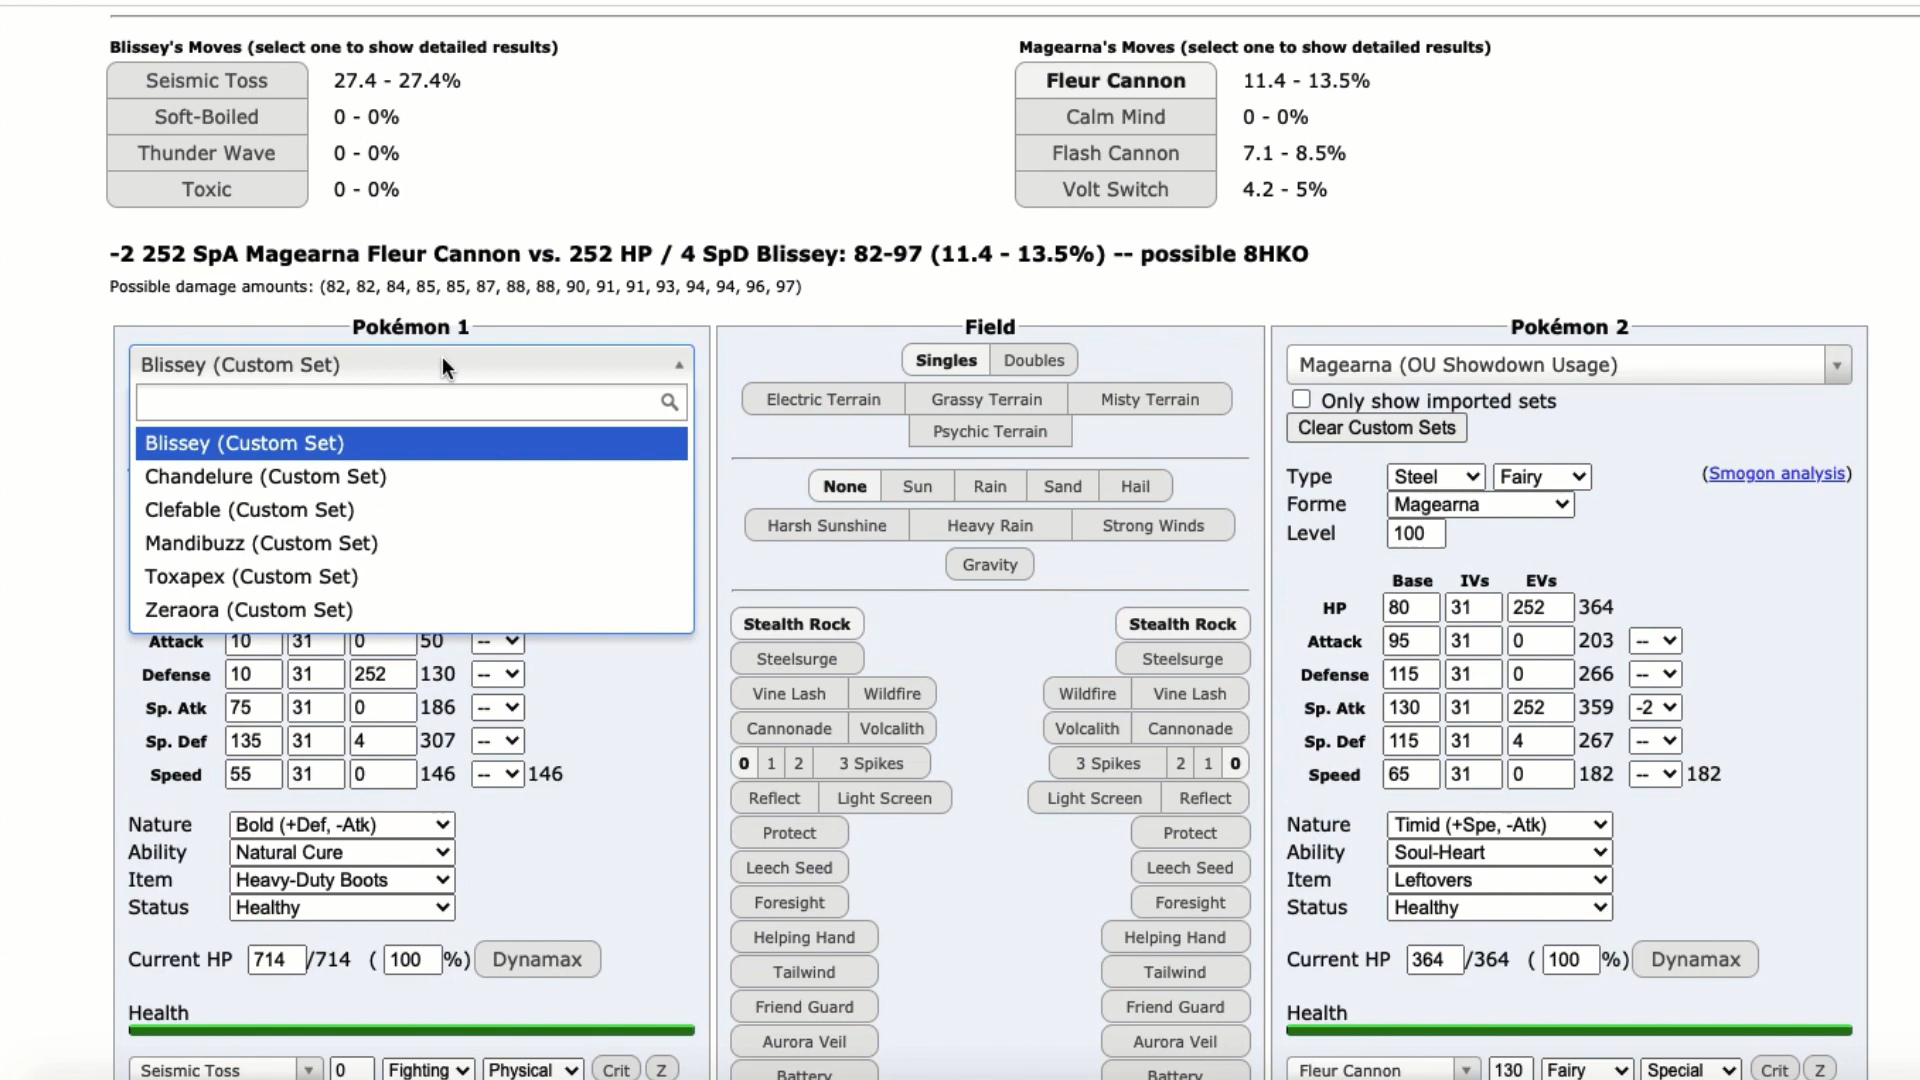 Blissey's Moves (select one to show detailed results)
Seismic Toss 27.4 - 27.4%
Soft-Boiled 0 - 0%
Thunder Wave 0 - 0%
Toxic 0 - 0%
Magearna's Moves (select one to show detailed results)
Fleur Cannon 11.4 - 13.5%
Calm Mind 0 - 0%
Flash Cannon 7.1 - 8.5%
Volt Switch 4.2 - 5%
-2 252 SpA Magearna Fleur Cannon vs. 252 HP / 4 SpD Blissey: 82-97 (11.4 - 13.5%) -- possible 8HKO
Possible damage amounts: (82, 82, 84, 85, 85, 87, 88, 88, 90, 91, 91, 93, 94, 94, 96, 97)
Pokémon 1
Blissey (Custom Set)
Blissey (Custom Set)
Chandelure (Custom Set)
Clefable (Custom Set)
Mandibuzz (Custom Set)
Toxapex (Custom Set)
Zeraora (Custom Set)
Attack 10 31 0 50 --
Defense 10 31 252 130 --
Sp. Atk 75 31 0 186 --
Sp. Def 135 31 4 307 --
Speed 55 31 0 146 -- 146
Nature Bold (+Def, -Atk)
Ability Natural Cure
Item Heavy-Duty Boots
Status Healthy
Current HP 714 /714 ( 100 %) Dynamax
Health
Seismic Toss 0 Fighting Physical Crit Z
Field
Singles Doubles
Electric Terrain Grassy Terrain Misty Terrain
Psychic Terrain
None Sun Rain Sand Hail
Harsh Sunshine Heavy Rain Strong Winds
Gravity
Stealth Rock Stealth Rock
Steelsurge Steelsurge
Vine Lash Wildfire Wildfire Vine Lash
Cannonade Volcalith Volcalith Cannonade
0 1 2 3 Spikes 3 Spikes 2 1 0
Reflect Light Screen Light Screen Reflect
Protect Protect
Leech Seed Leech Seed
Foresight Foresight
Helping Hand Helping Hand
Tailwind Tailwind
Friend Guard Friend Guard
Aurora Veil Aurora Veil
Battery Battery
Pokémon 2
Magearna (OU Showdown Usage)
Only show imported sets
Clear Custom Sets
Type Steel Fairy (Smogon analysis)
Forme Magearna
Level 100
Base IVs EVs
HP 80 31 252 364
Attack 95 31 0 203 --
Defense 115 31 0 266 --
Sp. Atk 130 31 252 359 -2
Sp. Def 115 31 4 267 --
Speed 65 31 0 182 -- 182
Nature Timid (+Spe, -Atk)
Ability Soul-Heart
Item Leftovers
Status Healthy
Current HP 364 /364 ( 100 %) Dynamax
Health
Fleur Cannon 130 Fairy Special Crit Z